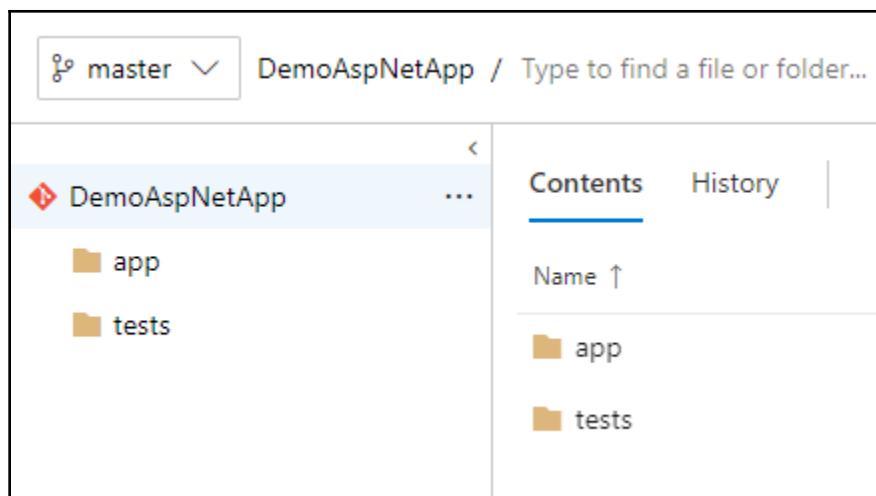 master DemoAspNetApp / Type to find a file or folder...
DemoAspNetApp ...
app
tests
Contents History
Name ↑
app
tests